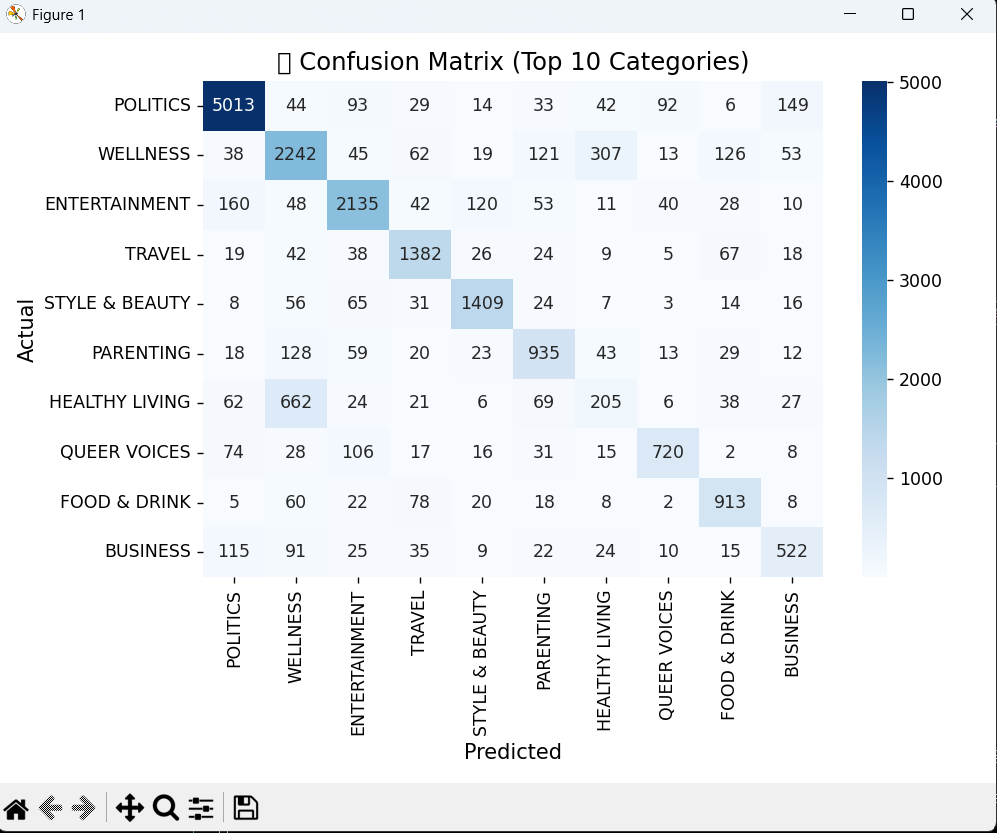 Figure 1
▯ Confusion Matrix (Top 10 Categories)
POLITICS 5013 44 93 29 14 33 42 92 6 149
WELLNESS 38 2242 45 62 19 121 307 13 126 53
ENTERTAINMENT 160 48 2135 42 120 53 11 40 28 10
TRAVEL 19 42 38 1382 26 24 9 5 67 18
STYLE & BEAUTY 8 56 65 31 1409 24 7 3 14 16
PARENTING 18 128 59 20 23 935 43 13 29 12
HEALTHY LIVING 62 662 24 21 6 69 205 6 38 27
QUEER VOICES 74 28 106 17 16 31 15 720 2 8
FOOD & DRINK 5 60 22 78 20 18 8 2 913 8
BUSINESS 115 91 25 35 9 22 24 10 15 522
Actual
POLITICS
WELLNESS
ENTERTAINMENT
TRAVEL
STYLE & BEAUTY
PARENTING
HEALTHY LIVING
QUEER VOICES
FOOD & DRINK
BUSINESS
Predicted
5000
4000
3000
2000
1000